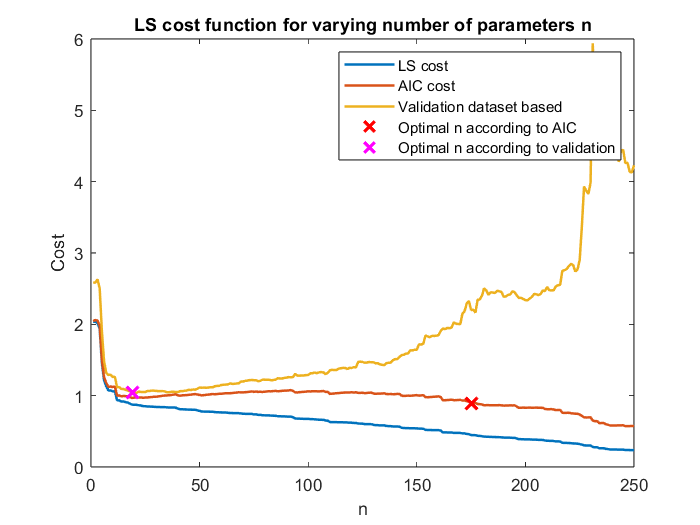 LS cost function for varying number of parameters n
LS cost
AIC cost
Validation dataset based
Optimal n according to AIC
Optimal n according to validation
Cost
6
5
4
3
2
1
0
0 50 100 150 200 250
n